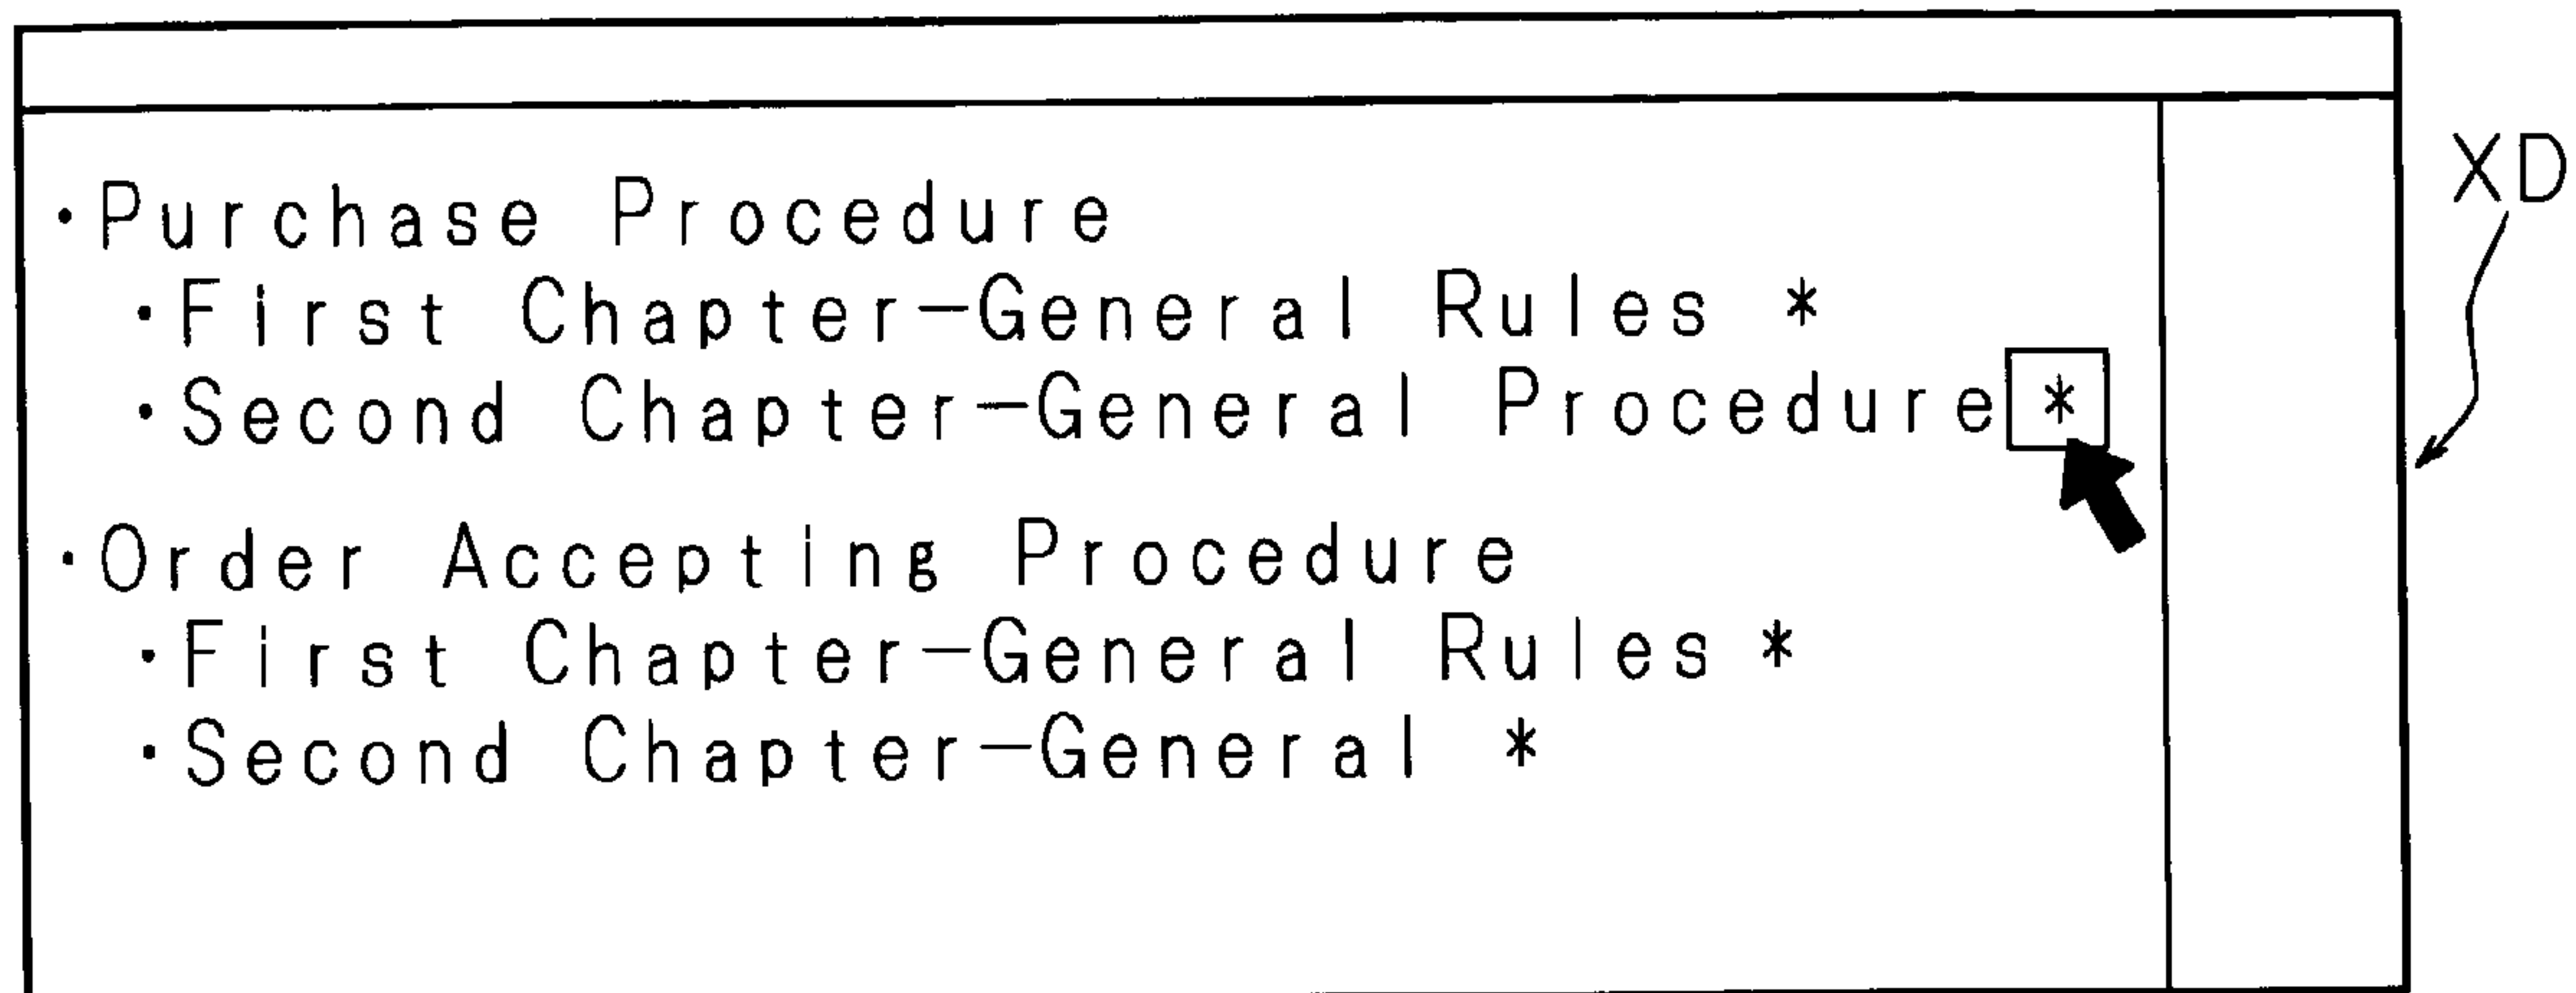 ・Purchase Procedure
・First Chapter-General Rules *
・Second Chapter-General Procedure *
・Order Accepting Procedure
・First Chapter-General Rules *
・Second Chapter-General *
XD